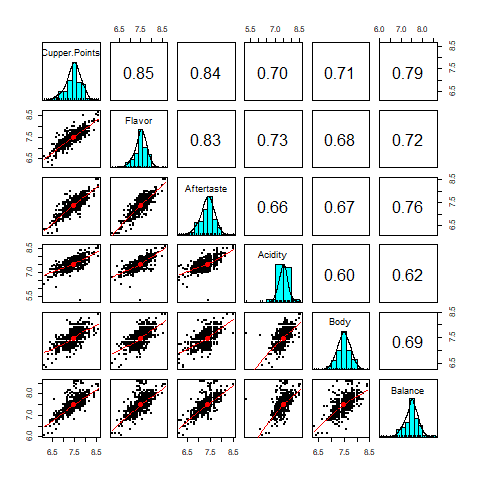 6.5 7.5 8.5 5.5 6.5 7.5 8.5 6.5 7.5 8.0
Cupper.Points 0.85 0.84 0.70 0.71 0.79 6.5 7.5 8.5
6.5 7.5 8.5 Flavor 0.83 0.73 0.68 0.72
Aftertaste 0.66 0.67 0.76 6.5 7.5 8.5
5.5 7.5 8.5 Acidity 0.60 0.62
Body 0.69 6.5 7.5 8.5
6.0 7.0 8.0 Balance
6.5 7.5 8.5 6.5 7.5 8.5 6.5 7.5 8.5